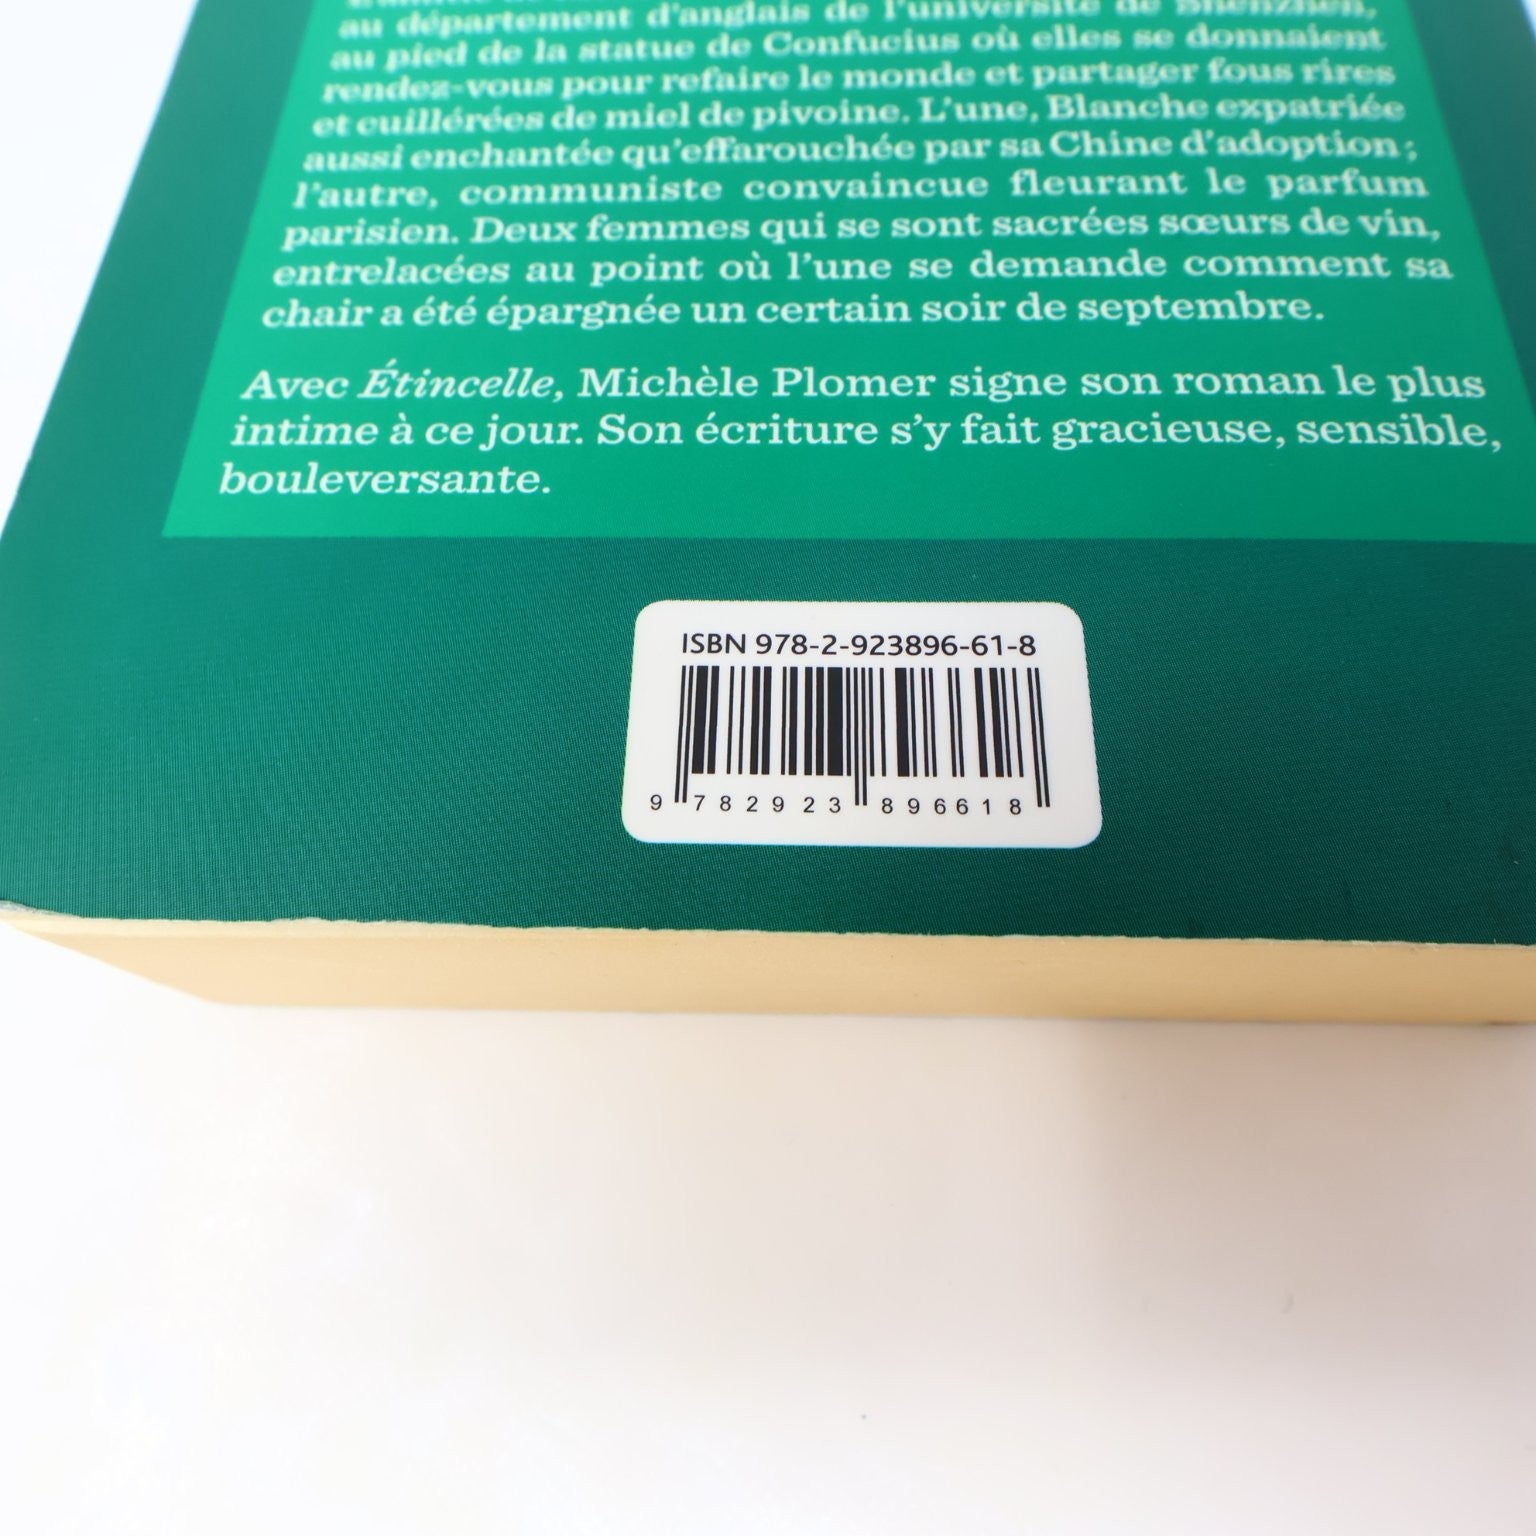 au département d'anglais de l'université de Shenzhen,
au pied de la statue de Confucius où elles se donnaient
rendez-vous pour refaire le monde et partager fous rires
et cuillérées de miel de pivoine. L'une, Blanche expatriée
aussi enchantée qu'effarouchée par sa Chine d'adoption ;
l'autre, communiste convaincue fleurant le parfum
parisien. Deux femmes qui se sont sacrées sœurs de vin,
entrelacées au point où l'une se demande comment sa
chair a été épargnée un certain soir de septembre.
Avec Étincelle, Michèle Plomer signe son roman le plus
intime à ce jour. Son écriture s'y fait gracieuse, sensible,
bouleversante.
ISBN 978-2-923896-61-8
9 782923 896618